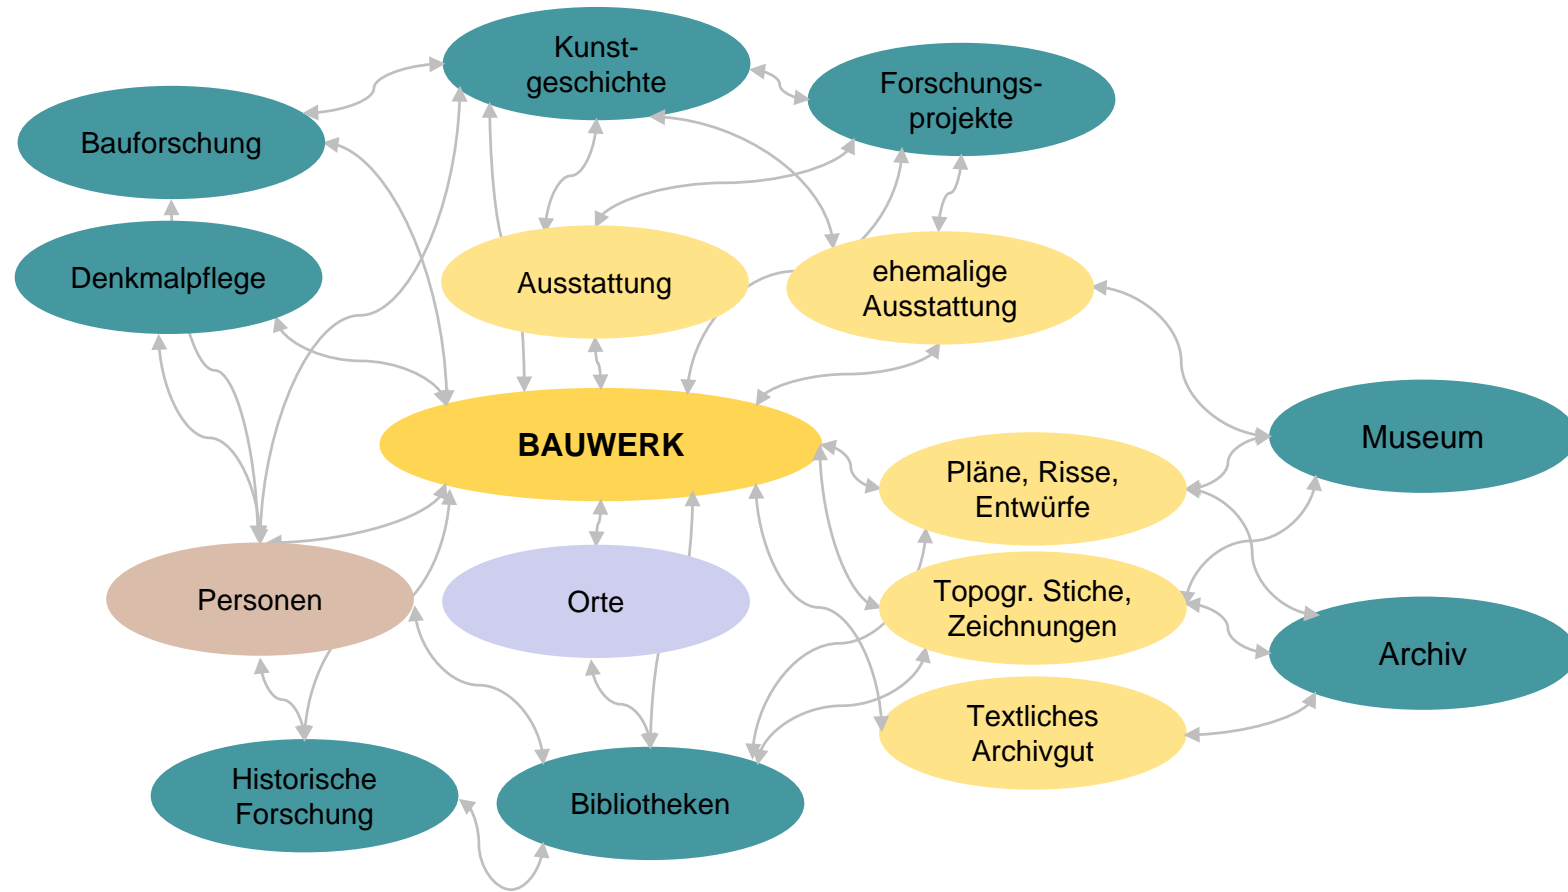 Kunst-
geschichte
Forschungs-
projekte
Bauforschung
Denkmalpflege
Ausstattung
ehemalige
Ausstattung
BAUWERK
Museum
Pläne, Risse,
Entwürfe
Personen
Orte
Topogr. Stiche,
Zeichnungen
Archiv
Textliches
Archivgut
Historische
Forschung
Bibliotheken